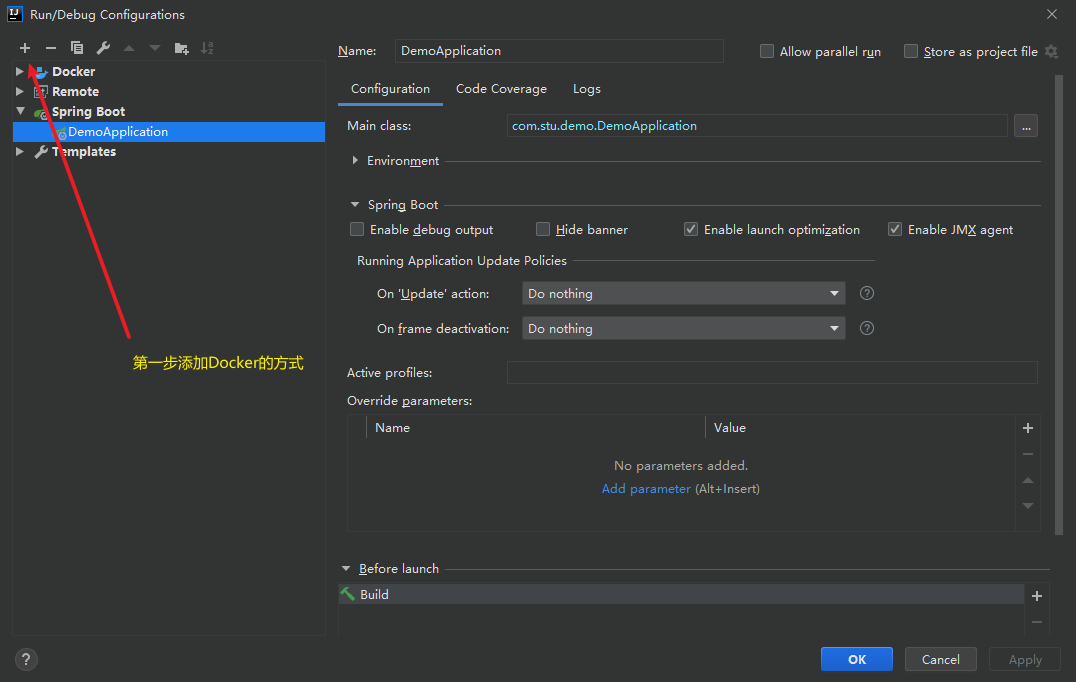 Run/Debug Configurations
Docker
Remote
Spring Boot
DemoApplication
Templates
第一步添加Docker的方式
Name: DemoApplication Allow parallel run Store as project file
Configuration Code Coverage Logs
Main class: com.stu.demo.DemoApplication ...
Environment
Spring Boot
Enable debug output Hide banner Enable launch optimization Enable JMX agent
Running Application Update Policies
On 'Update' action: Do nothing ?
On frame deactivation: Do nothing ?
Active profiles:
Override parameters:
Name Value
No parameters added.
Add parameter (Alt+Insert)
Before launch
Build
? OK Cancel Apply